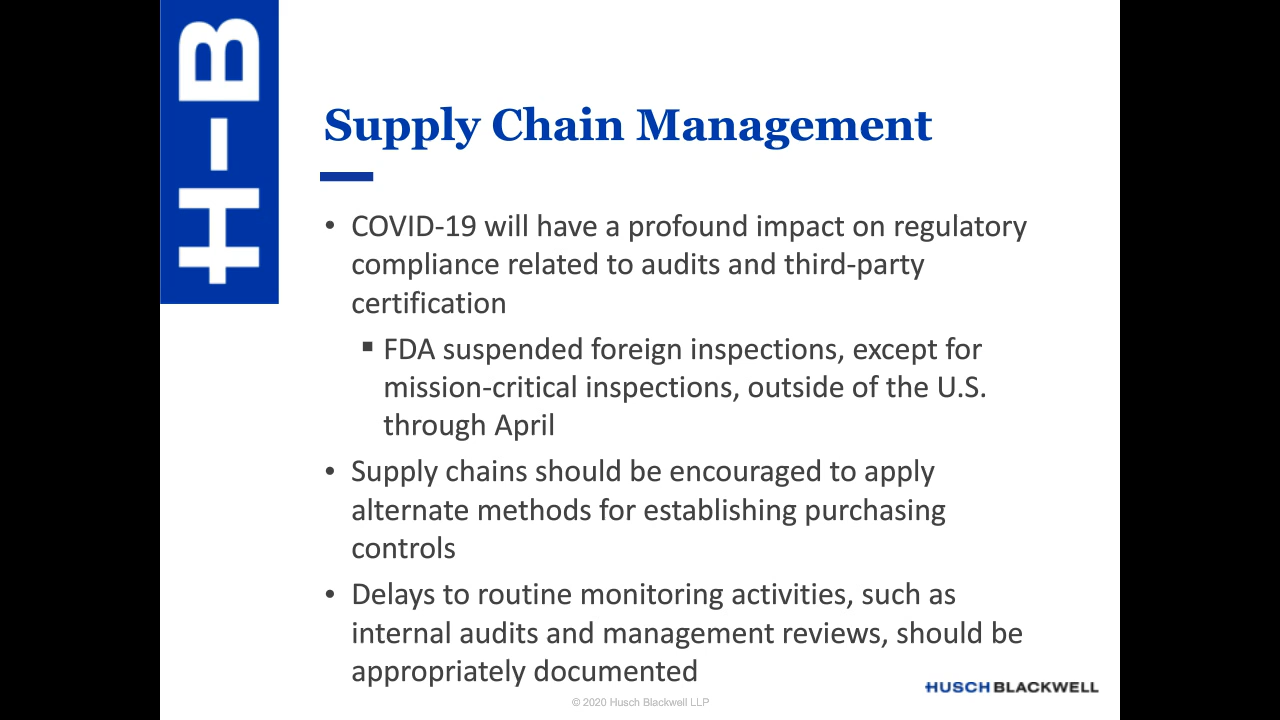 H-B
Supply Chain Management
• COVID-19 will have a profound impact on regulatory
compliance related to audits and third-party
certification
▪ FDA suspended foreign inspections, except for
mission-critical inspections, outside of the U.S.
through April
• Supply chains should be encouraged to apply
alternate methods for establishing purchasing
controls
• Delays to routine monitoring activities, such as
internal audits and management reviews, should be
appropriately documented
HUSCH BLACKWELL
© 2020 Husch Blackwell LLP